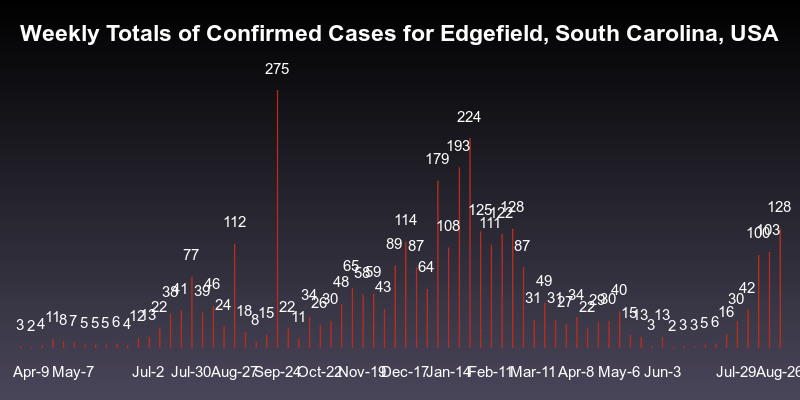 Weekly Totals of Confirmed Cases for Edgefield, South Carolina, USA
3 2 4 11 8 7 5 5 5 6 4 12 13 22 38 41 77 39 46 24 112 18 8 15 275 22 11 34 26 30 48 65 58 59 43 89 114 87 64 179 108 193 224 125 111 122 128 87 31 49 31 27 34 22 29 30 40 15 13 3 13 2 3 3 5 6 16 30 42 100 103 128
Apr-9 May-7 Jul-2 Jul-30 Aug-27 Sep-24 Oct-22 Nov-19 Dec-17 Jan-14 Feb-11 Mar-11 Apr-8 May-6 Jun-3 Jul-29 Aug-26